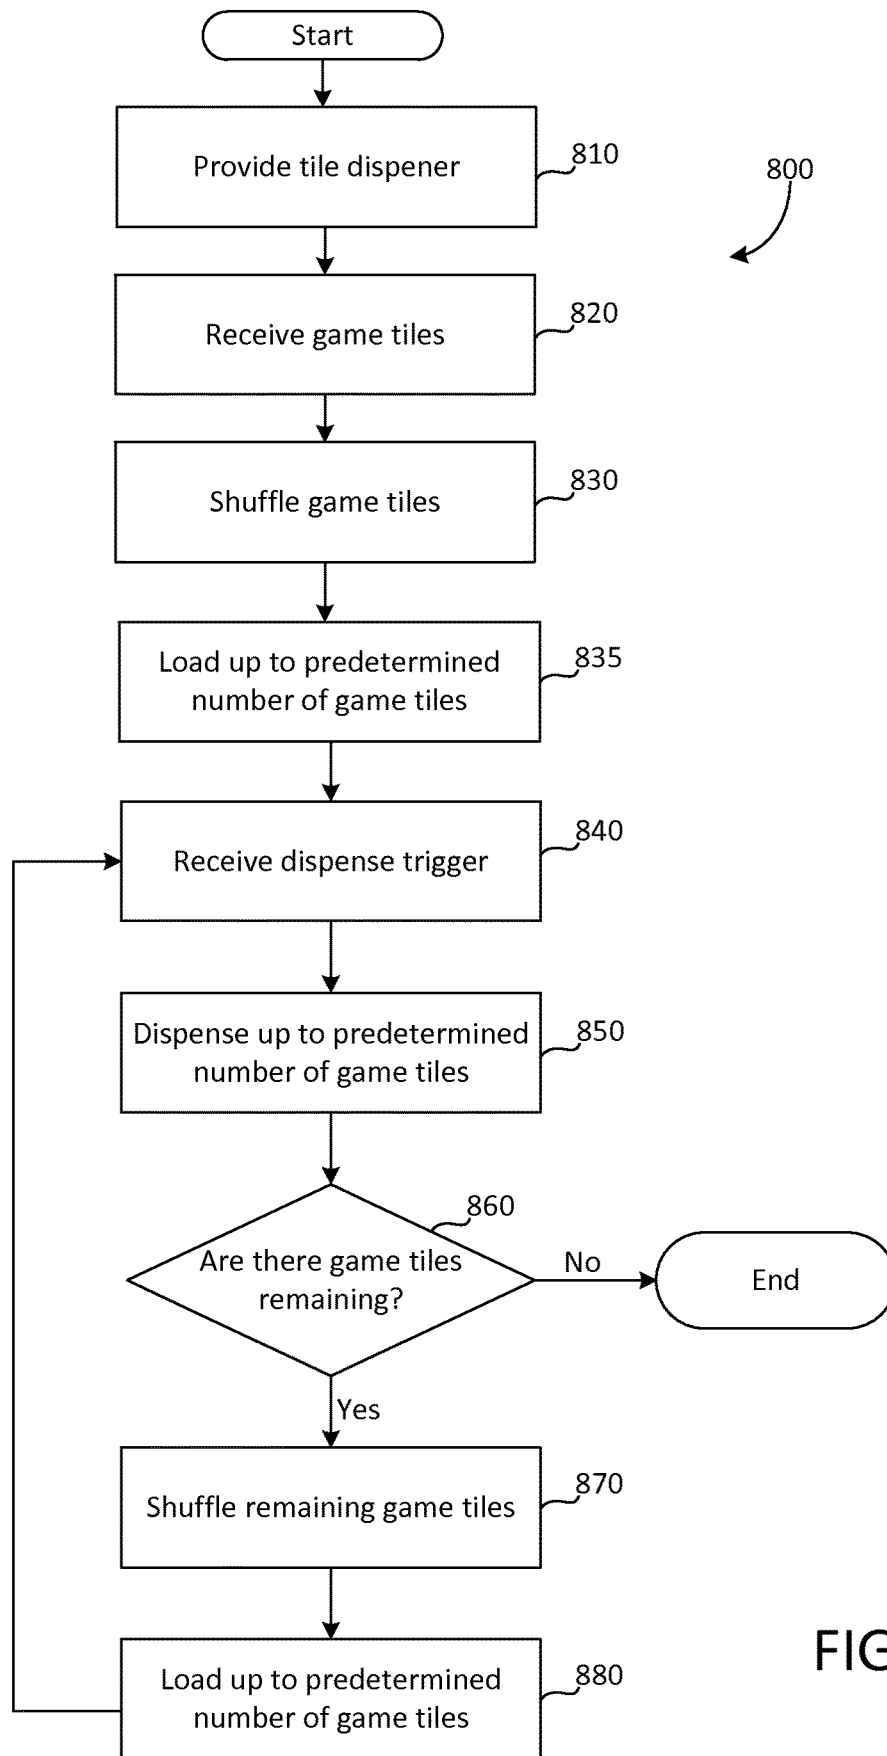 Start
Provide tile dispener
810
800
Receive game tiles
820
Shuffle game tiles
830
Load up to predetermined
number of game tiles
835
Receive dispense trigger
840
Dispense up to predetermined
number of game tiles
850
860
Are there game tiles
remaining?
No
End
Yes
Shuffle remaining game tiles
870
Load up to predetermined
number of game tiles
880
FIG